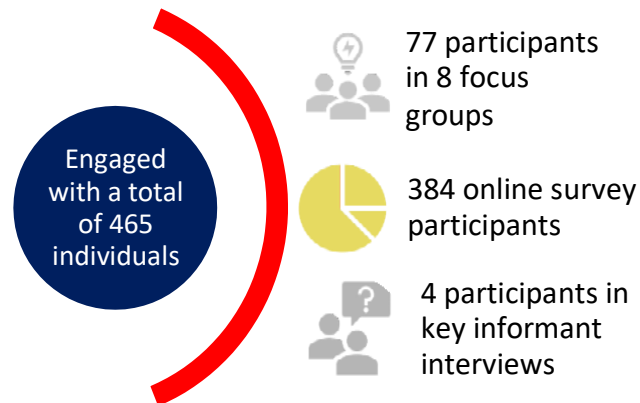 Engaged
with a total
of 465
individuals
77 participants
in 8 focus
groups
384 online survey
participants
?
4 participants in
key informant
interviews